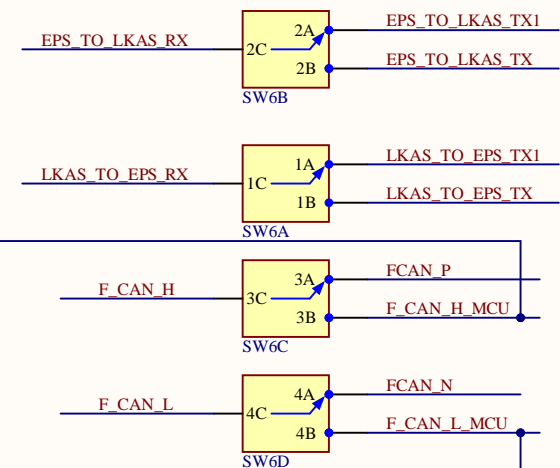 EPS_TO_LKAS_RX 2C 2A EPS_TO_LKAS_TX1
2B EPS_TO_LKAS_TX
SW6B
LKAS_TO_EPS_RX 1C 1A LKAS_TO_EPS_TX1
1B LKAS_TO_EPS_TX
SW6A
F_CAN_H 3C 3A FCAN_P
3B F_CAN_H_MCU
SW6C
F_CAN_L 4C 4A FCAN_N
4B F_CAN_L_MCU
SW6D